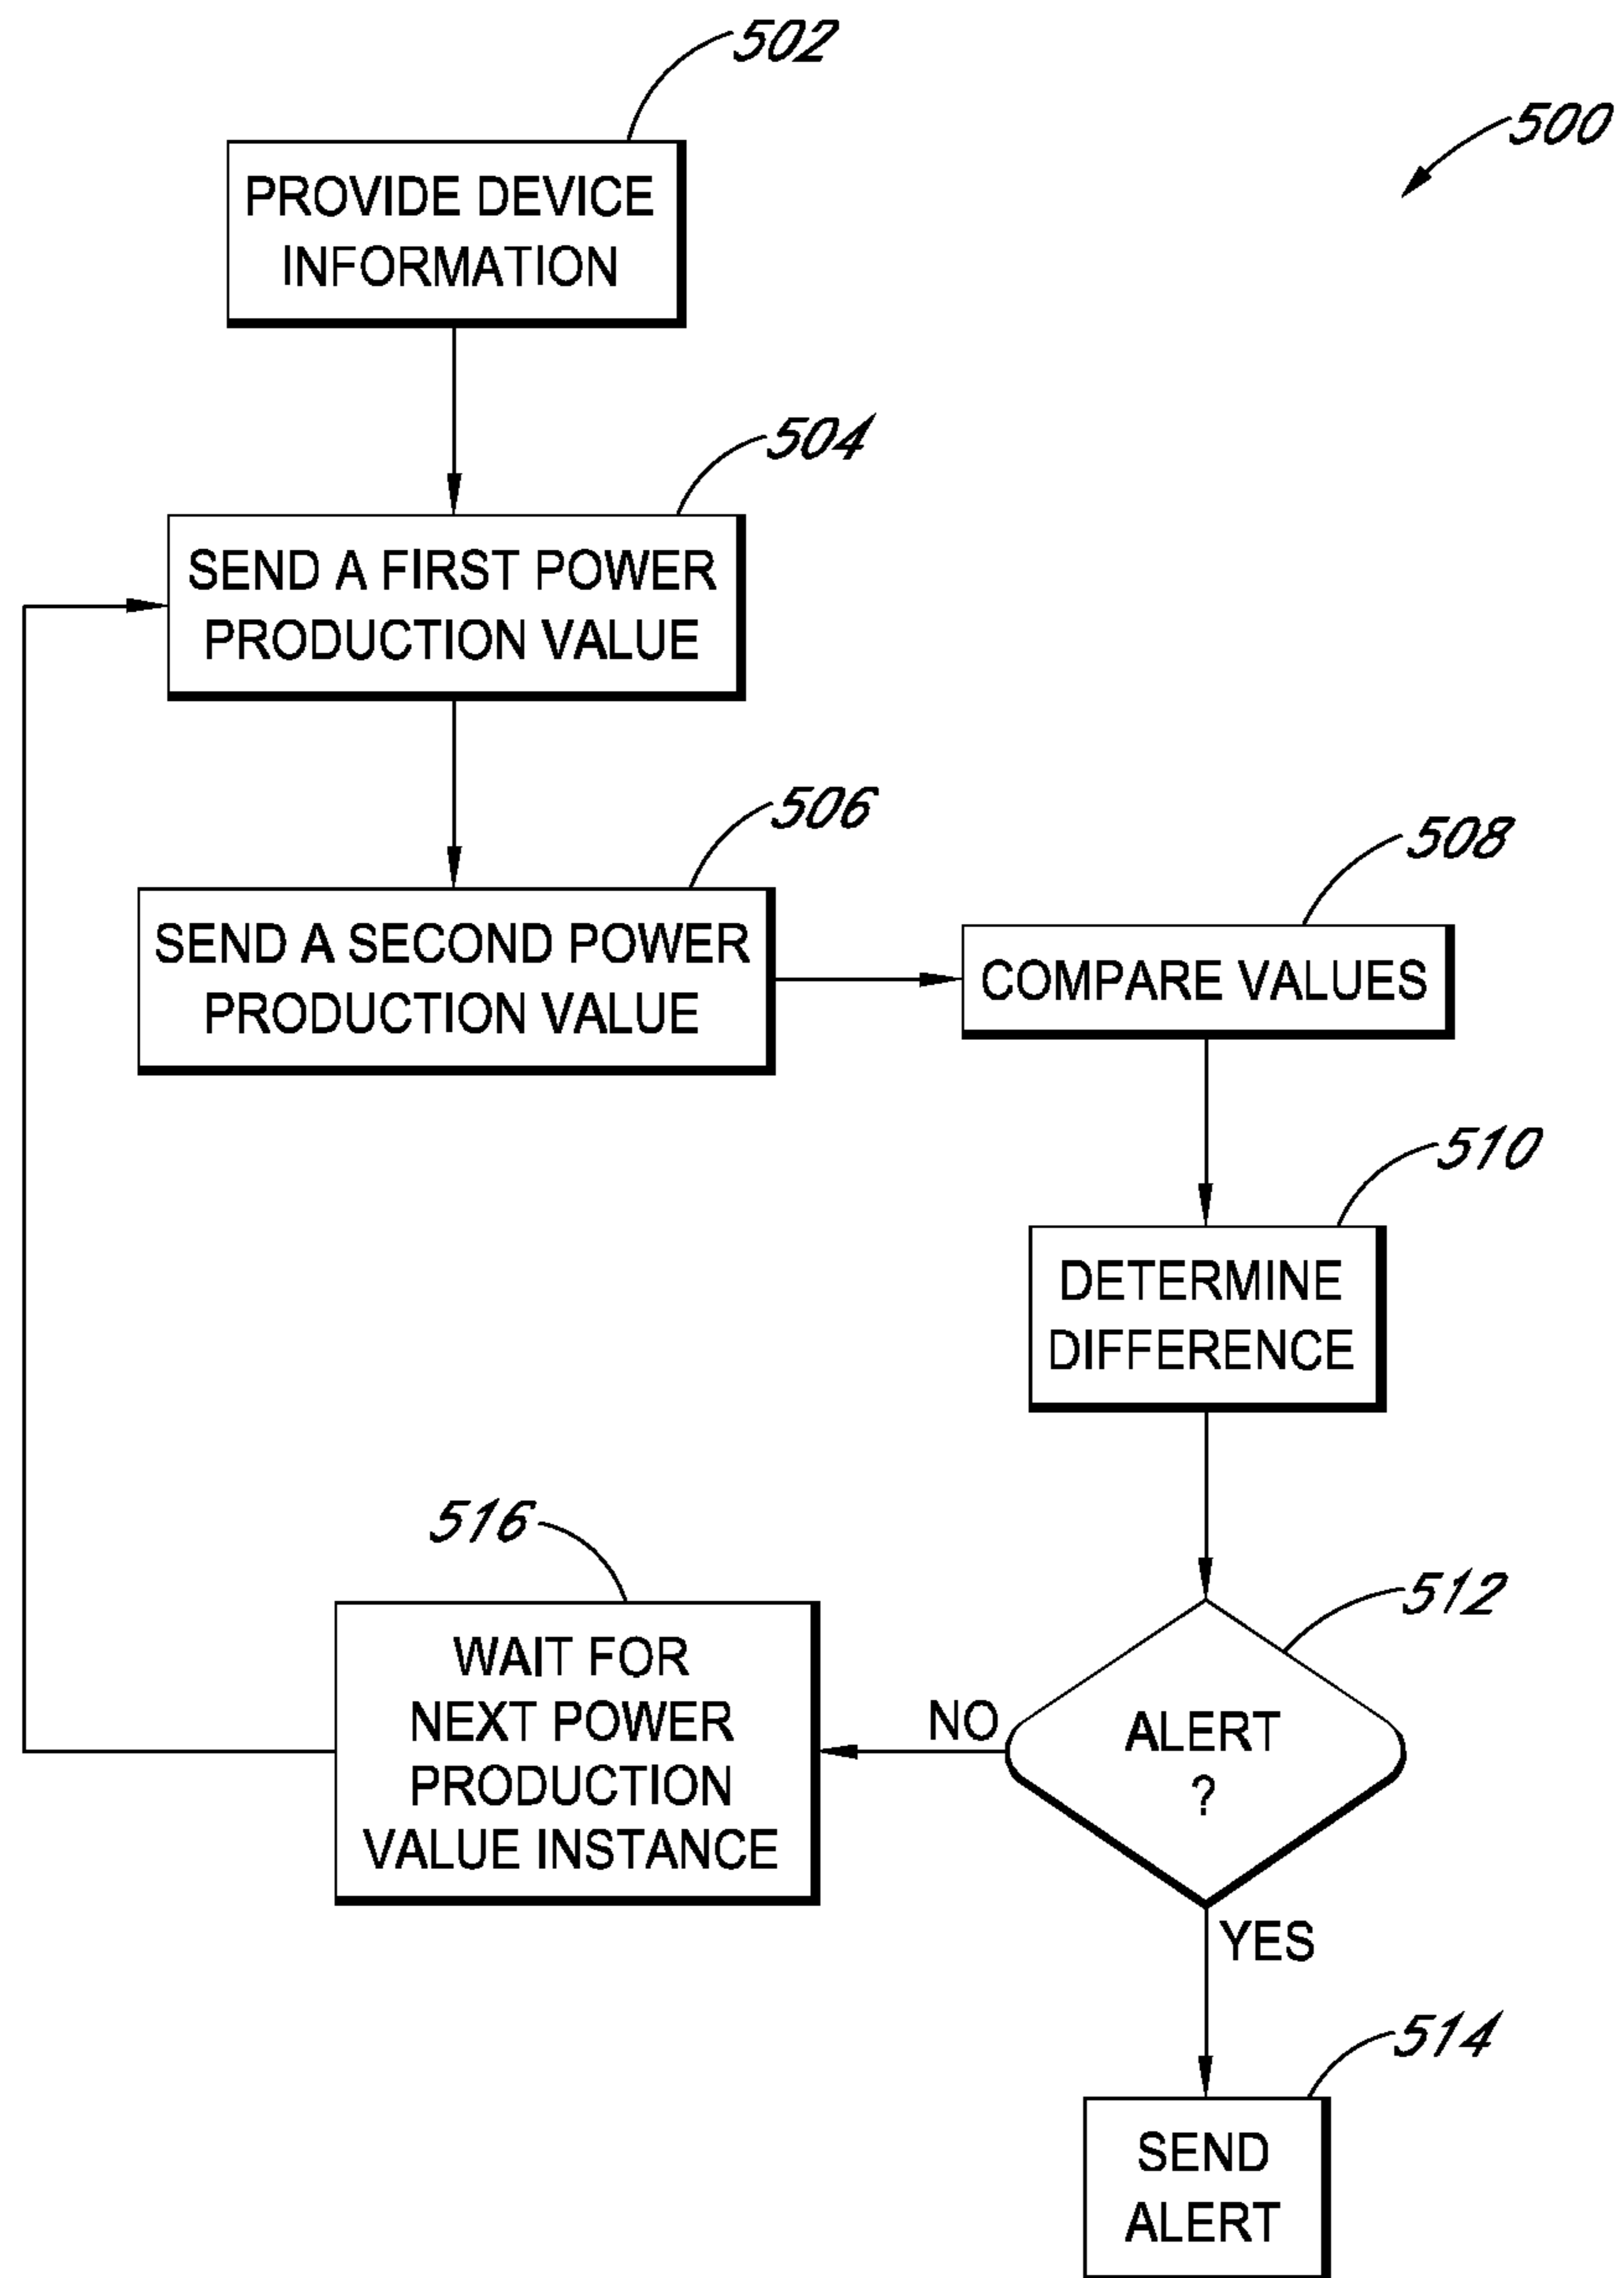 502
500
PROVIDE DEVICE
INFORMATION
504
SEND A FIRST POWER
PRODUCTION VALUE
506
SEND A SECOND POWER
PRODUCTION VALUE
508
COMPARE VALUES
510
DETERMINE
DIFFERENCE
512
ALERT
?
NO
516
WAIT FOR
NEXT POWER
PRODUCTION
VALUE INSTANCE
YES
514
SEND
ALERT